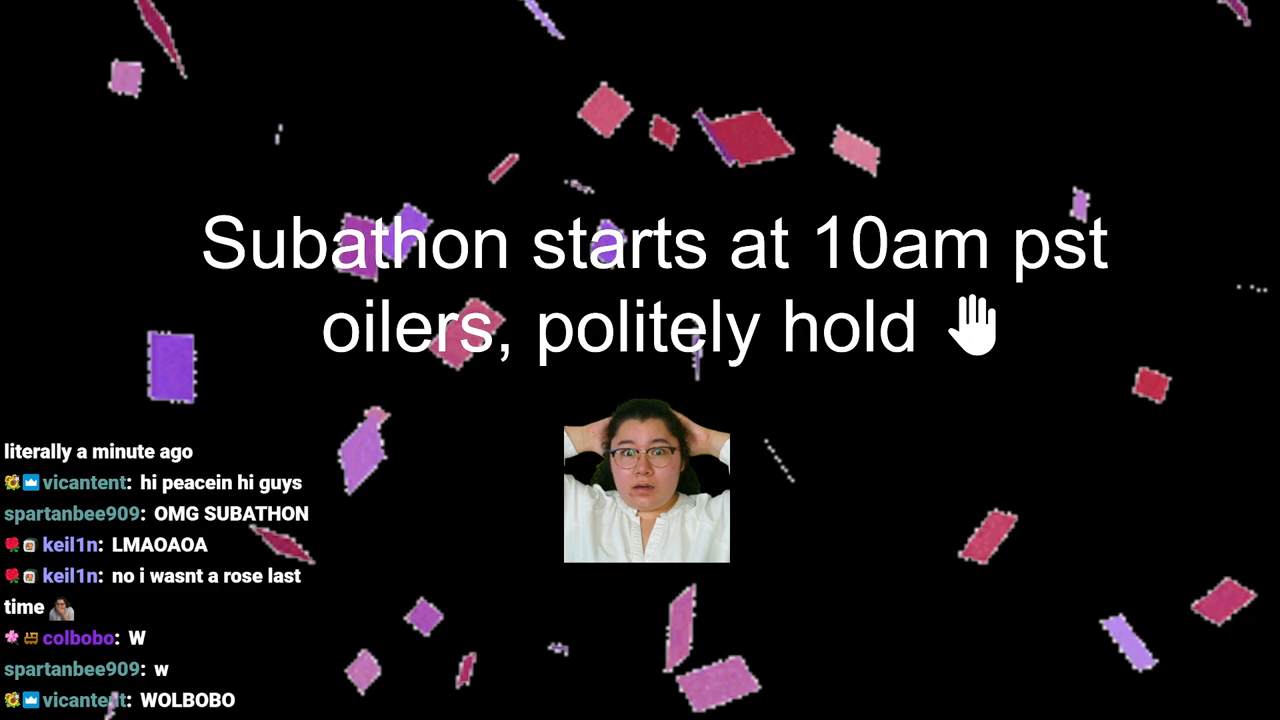 Subathon starts at 10am pst
oilers, politely hold 🤚
literally a minute ago
vicantent: hi peacein hi guys
spartanbee909: OMG SUBATHON
keil1n: LMAOAOA
keil1n: no i wasnt a rose last
time
colbobo: W
spartanbee909: w
vicantent: WOLBOBO